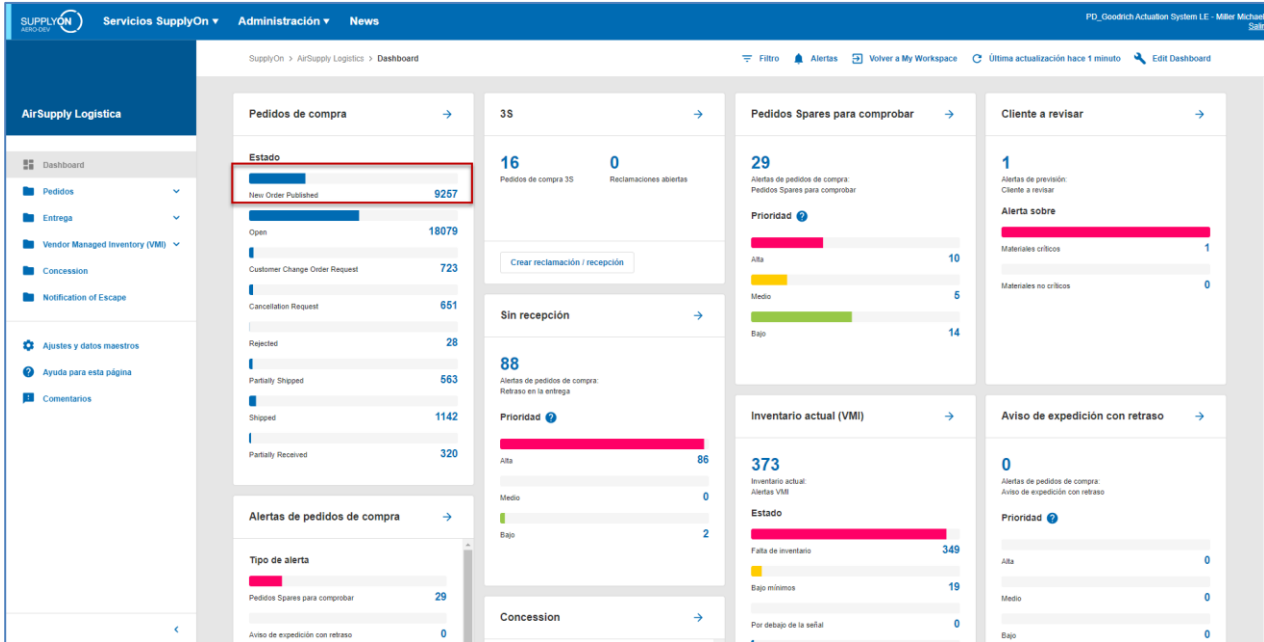 SUPPLYON
AERO-DEV
Servicios SupplyOn
Administración
News
PD_Goodrich Actuation System LE - Miller Michael
Salir
SupplyOn > AirSupply Logistics > Dashboard
Filtro
Alertas
Volver a My Workspace
Última actualización hace 1 minuto
Edit Dashboard
AirSupply Logística
Dashboard
Pedidos
Entrega
Vendor Managed Inventory (VMI)
Concession
Notification of Escape
Ajustes y datos maestros
Ayuda para esta página
Comentarios
Pedidos de compra
Estado
New Order Published 9257
Open 18079
Customer Change Order Request 723
Cancellation Request 651
Rejected 28
Partially Shipped 563
Shipped 1142
Partially Received 320
Alertas de pedidos de compra
Tipo de alerta
Pedidos Spares para comprobar 29
Aviso de expedición con retraso 0
3S
16 0
Pedidos de compra 3S Reclamaciones abiertas
Crear reclamación / recepción
Sin recepción
88
Alertas de pedidos de compra:
Retraso en la entrega
Prioridad
Alta 86
Medio 0
Bajo 2
Concession
Pedidos Spares para comprobar
29
Alertas de pedidos de compra:
Pedidos Spares para comprobar
Prioridad
Alta 10
Medio 5
Bajo 14
Inventario actual (VMI)
373
Inventario actual:
Alertas VMI
Estado
Falta de inventario 349
Bajo mínimos 19
Por debajo de la señal 0
Cliente a revisar
1
Alertas de previsión:
Cliente a revisar
Alerta sobre
Materiales críticos 1
Materiales no críticos 0
Aviso de expedición con retraso
0
Alertas de pedidos de compra:
Aviso de expedición con retraso
Prioridad
Alta 0
Medio 0
Bajo 0